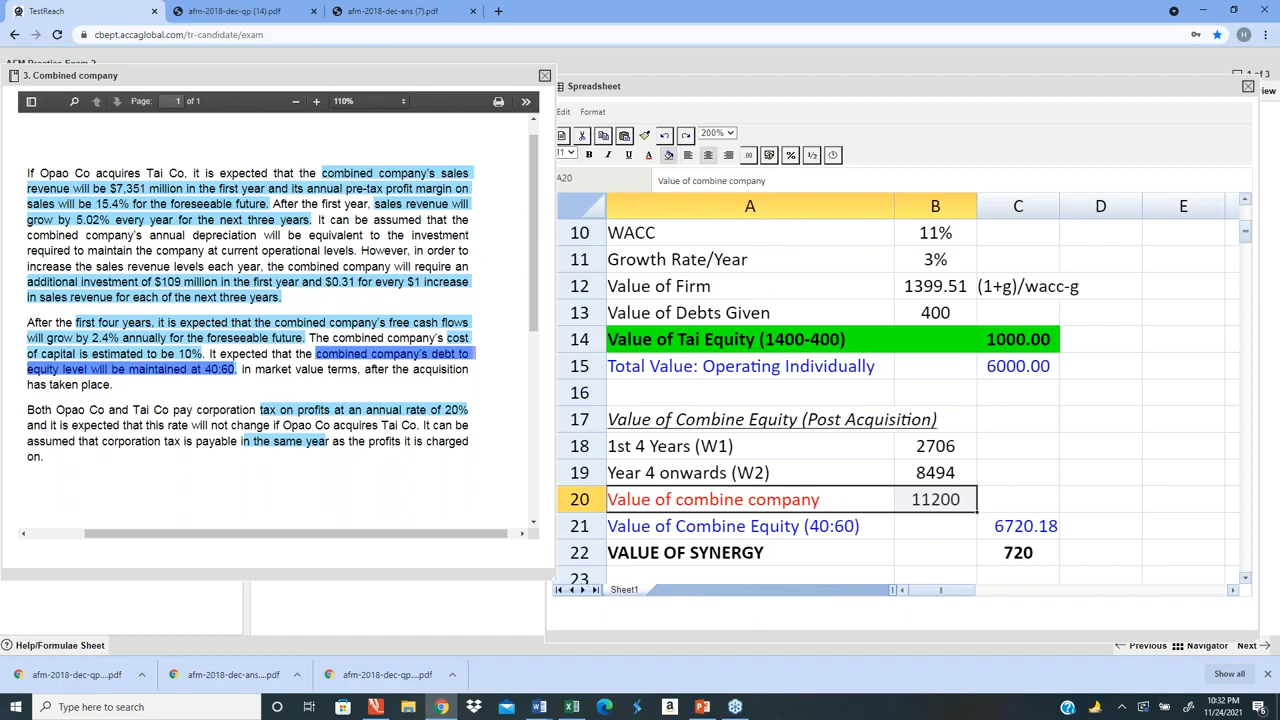 TestReach
afm-2018-dec-qp (14).pdf
afm-2018-dec-ans (7).pdf
cbept.accaglobal.com/tr-candidate/exam
H
AFM Practice Exam 2
1 of 3
3. Combined company
Page: 1 of 1
110%
If Opao Co acquires Tai Co, it is expected that the combined company's sales
revenue will be $7,351 million in the first year and its annual pre-tax profit margin on
sales will be 15.4% for the foreseeable future. After the first year, sales revenue will
grow by 5.02% every year for the next three years. It can be assumed that the
combined company's annual depreciation will be equivalent to the investment
required to maintain the company at current operational levels. However, in order to
increase the sales revenue levels each year, the combined company will require an
additional investment of $109 million in the first year and $0.31 for every $1 increase
in sales revenue for each of the next three years.
After the first four years, it is expected that the combined company's free cash flows
will grow by 2.4% annually for the foreseeable future. The combined company's cost
of capital is estimated to be 10%. It expected that the combined company's debt to
equity level will be maintained at 40:60, in market value terms, after the acquisition
has taken place.
Both Opao Co and Tai Co pay corporation tax on profits at an annual rate of 20%
and it is expected that this rate will not change if Opao Co acquires Tai Co. It can be
assumed that corporation tax is payable in the same year as the profits it is charged
on.
Spreadsheet
view
Edit Format
200%
11 B I U A .00 % 1/2
A20 Value of combine company
A B C D E
10 WACC 11%
11 Growth Rate/Year 3%
12 Value of Firm 1399.51 (1+g)/wacc-g
13 Value of Debts Given 400
14 Value of Tai Equity (1400-400) 1000.00
15 Total Value: Operating Individually 6000.00
16
17 Value of Combine Equity (Post Acquisition)
18 1st 4 Years (W1) 2706
19 Year 4 onwards (W2) 8494
20 Value of combine company 11200
21 Value of Combine Equity (40:60) 6720.18
22 VALUE OF SYNERGY 720
23
Sheet1
Help/Formulae Sheet
Previous Navigator Next
afm-2018-dec-qp....pdf
afm-2018-dec-ans....pdf
afm-2018-dec-qp....pdf
Show all
Type here to search
10:32 PM
11/24/2021